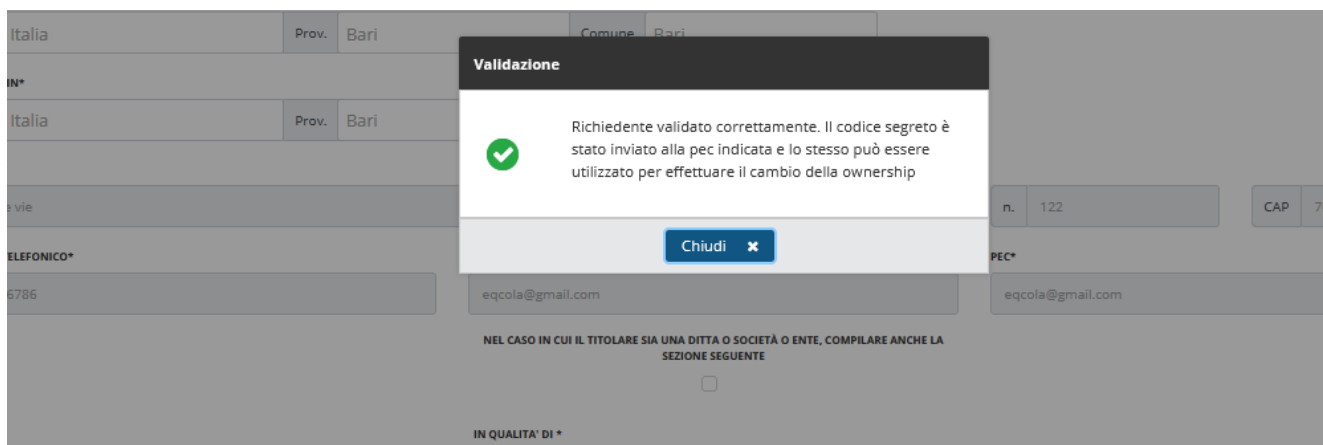 Italia Prov. Bari Comune Bari
Validazione
IN*
Italia Prov. Bari
Richiedente validato correttamente. Il codice segreto è
stato inviato alla pec indicata e lo stesso può essere
utilizzato per effettuare il cambio della ownership
e vie n. 122 CAP 7
Chiudi ×
ELEFONICO* PEC*
6786 eqcola@gmail.com eqcola@gmail.com
NEL CASO IN CUI IL TITOLARE SIA UNA DITTA O SOCIETÀ O ENTE, COMPILARE ANCHE LA
SEZIONE SEGUENTE
IN QUALITA' DI *